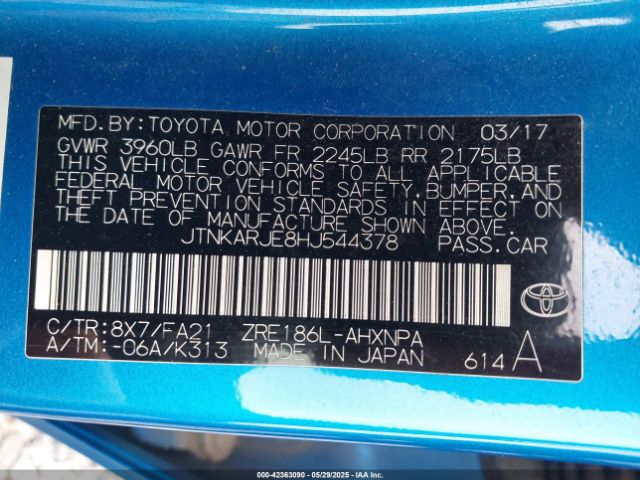 MFD.BY:TOYOTA MOTOR CORPORATION 03/17
GVWR 3960LB GAWR FR 2245LB RR 2175LB
THIS VEHICLE CONFORMS TO ALL APPLICABLE
FEDERAL MOTOR VEHICLE SAFETY,BUMPER,AND
THEFT PREVENTION STANDARDS IN EFFECT ON
THE DATE OF MANUFACTURE SHOWN ABOVE.
JTNKARJE8HJ544378 PASS.CAR
C/TR:8X7/FA21 ZRE186L-AHXNPA
A/TM:-06A/K313 MADE IN JAPAN 614 A
000-42363090 05/29/2025 IAA, INC.